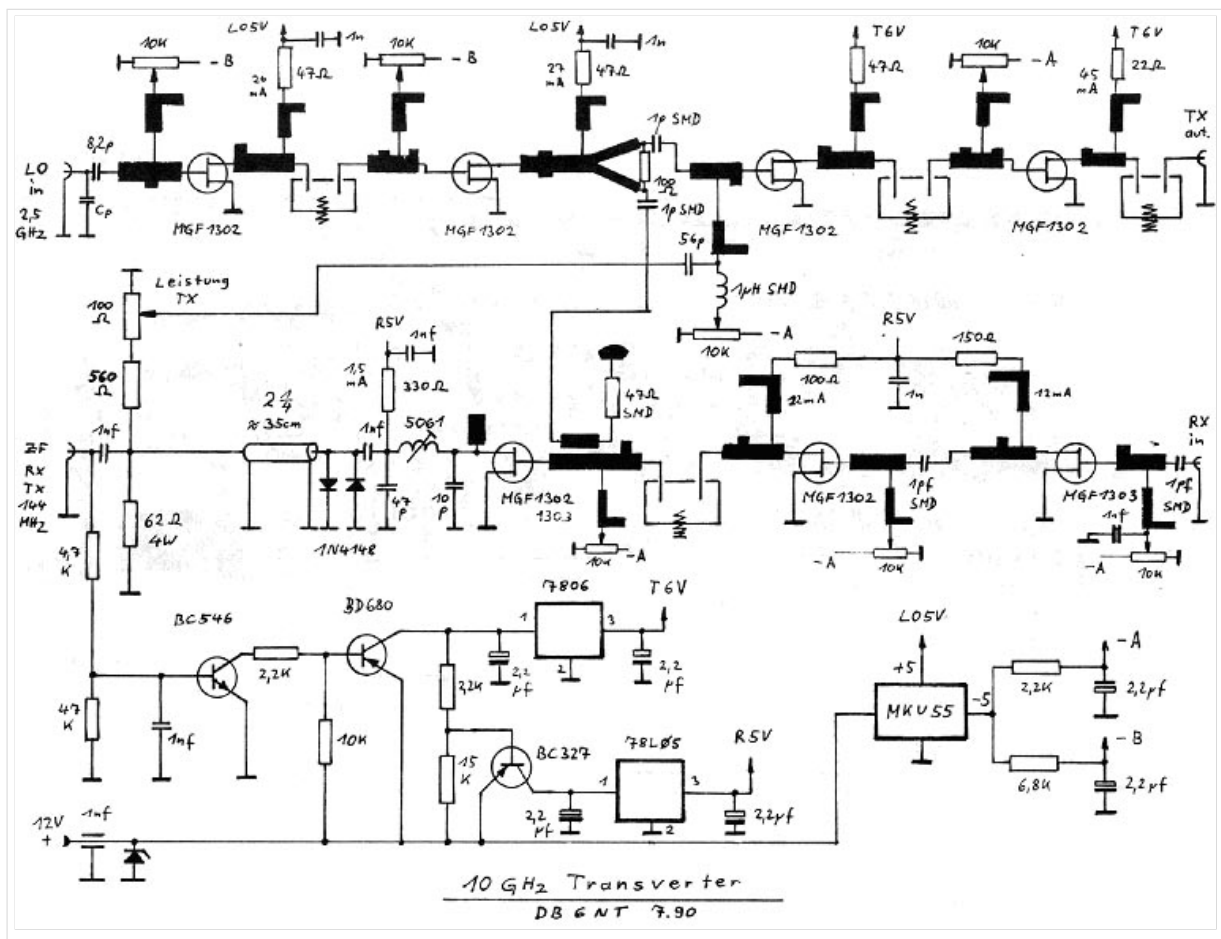 LO5V
1n
10K
-B
47Ω
24
mA
10K
-B
LO5V
1n
27
mA
47Ω
1p SMD
T6V
47Ω
10K
-A
T6V
45
mA
22Ω
TX
out.
LO
in
2,5
GHz
8,2p
Cp
MGF1302
MGF1302
100
Ω
1p SMD
MGF1302
MGF1302
56p
1µH SMD
10K
-A
Leistung
TX
100
Ω
560
Ω
R5V
1nf
1,5
mA
330Ω
2 1/4
≈ 35cm
1nf
5061
47Ω
SMD
R5V
100Ω
1n
150Ω
12mA
12mA
ZF
RX
TX
144
MHz
1nf
62Ω
4W
1N4148
47
p
10
p
MGF1302
1303
10K
-A
MGF1302
1pf
SMD
-A
10K
MGF1303
RX
in
1pf
SMD
1nf
-A
10K
4,7
K
47
K
1nf
BC546
2,2K
BD680
10K
22K
15
K
7806
1
2
3
T6V
2,2
µf
2,2
µf
BC327
78L05
1
2
3
R5V
2,2
µf
2,2µf
LO5V
+5
MKU55
-5
2,2K
-A
2,2µf
6,8K
-B
2,2µf
12V
+
1nf
10 GHz Transverter
DB6NT 7.90